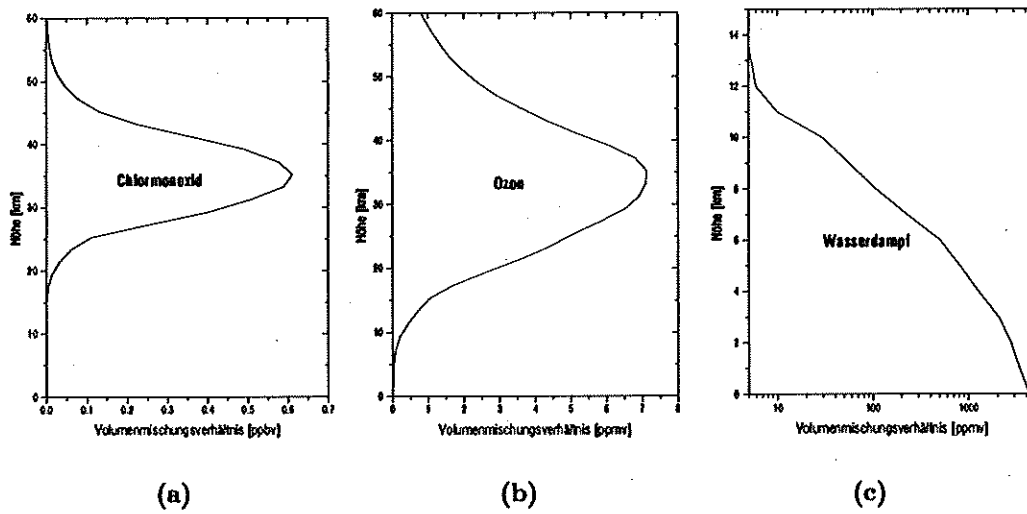 60
50
40
30
20
10
0
Höhe [km]
Chlormonoxid
0.0 0.1 0.2 0.3 0.4 0.5 0.6 0.7
Volumenmischungsverhältnis [ppbv]
(a)
60
50
40
30
20
10
0
Höhe [km]
Ozon
0 1 2 3 4 5 6 7 8
Volumenmischungsverhältnis [ppmv]
(b)
14
12
10
8
6
4
2
0
Höhe [km]
Wasserdampf
10 100 1000
Volumenmischungsverhältnis [ppmv]
(c)